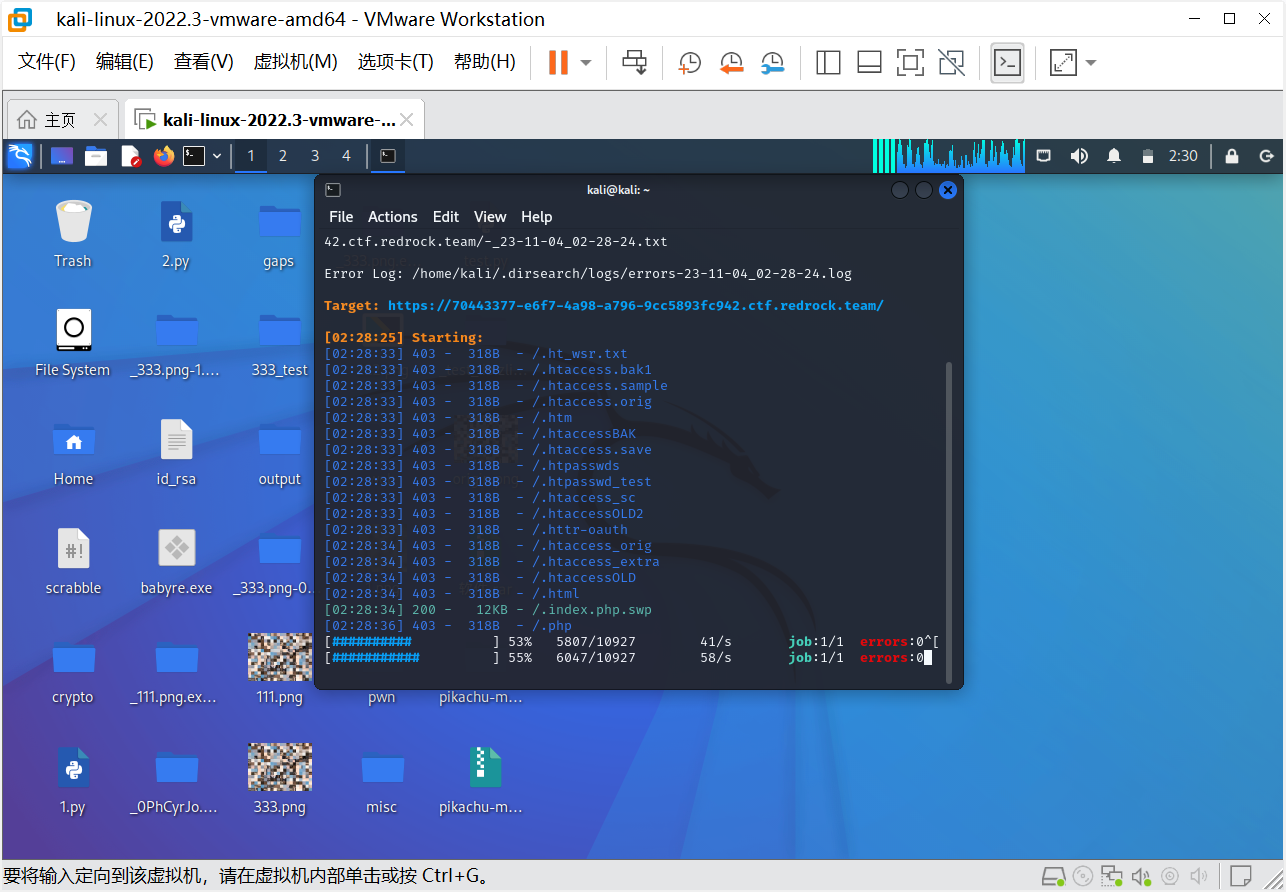 kali-linux-2022.3-vmware-amd64 - VMware Workstation
文件(F) 编辑(E) 查看(V) 虚拟机(M) 选项卡(T) 帮助(H)
主页 kali-linux-2022.3-vmware-...
1 2 3 4 2:30
kali@kali: ~
File Actions Edit View Help
42.ctf.redrock.team/-_23-11-04_02-28-24.txt
Error Log: /home/kali/.dirsearch/logs/errors-23-11-04_02-28-24.log
Target: https://70443377-e6f7-4a98-a796-9cc5893fc942.ctf.redrock.team/
[02:28:25] Starting:
[02:28:33] 403 - 318B - /.ht_wsr.txt
[02:28:33] 403 - 318B - /.htaccess.bak1
[02:28:33] 403 - 318B - /.htaccess.sample
[02:28:33] 403 - 318B - /.htaccess.orig
[02:28:33] 403 - 318B - /.htm
[02:28:33] 403 - 318B - /.htaccessBAK
[02:28:33] 403 - 318B - /.htaccess.save
[02:28:33] 403 - 318B - /.htpasswds
[02:28:33] 403 - 318B - /.htpasswd_test
[02:28:33] 403 - 318B - /.htaccess_sc
[02:28:33] 403 - 318B - /.htaccessOLD2
[02:28:33] 403 - 318B - /.httr-oauth
[02:28:34] 403 - 318B - /.htaccess_orig
[02:28:34] 403 - 318B - /.htaccess_extra
[02:28:34] 403 - 318B - /.htaccessOLD
[02:28:34] 403 - 318B - /.html
[02:28:34] 200 - 12KB - /.index.php.swp
[02:28:36] 403 - 318B - /.php
[########## ] 53% 5807/10927 41/s job:1/1 errors:0^[
[########### ] 55% 6047/10927 58/s job:1/1 errors:0
Trash 2.py gaps
File System _333.png-1.... 333_test
Home id_rsa output
scrabble babyre.exe _333.png-0...
crypto _111.png.ex... 111.png pwn pikachu-m...
1.py _0PhCyrJo.... 333.png misc pikachu-m...
要将输入定向到该虚拟机，请在虚拟机内部单击或按 Ctrl+G。